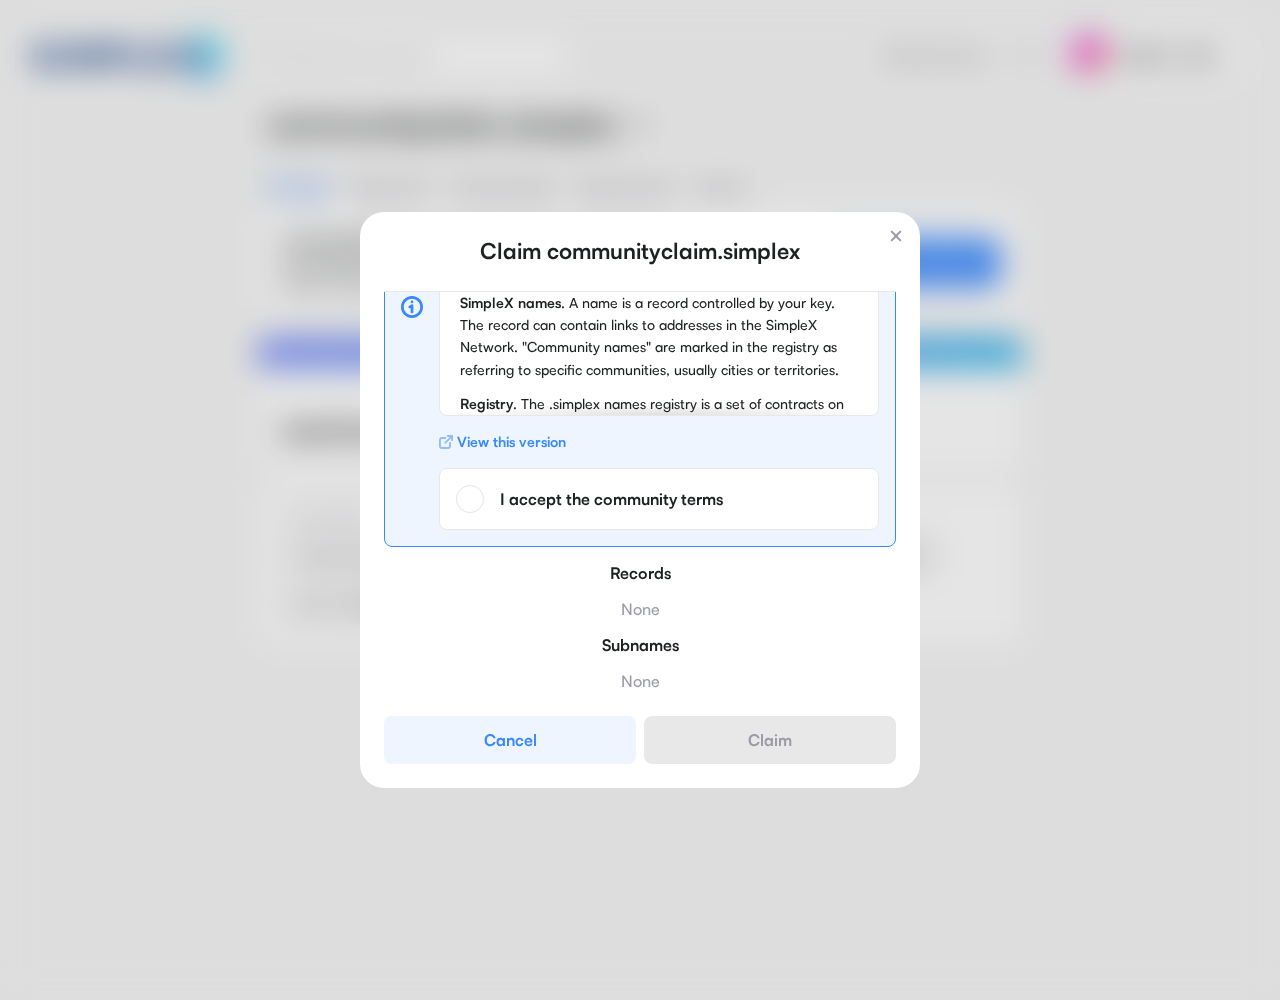 Claim communityclaim.simplex
SimpleX names. A name is a record controlled by your key.
The record can contain links to addresses in the SimpleX
Network. "Community names" are marked in the registry as
referring to specific communities, usually cities or territories.
Registry. The .simplex names registry is a set of contracts on
View this version
I accept the community terms
Records
None
Subnames
None
Cancel
Claim